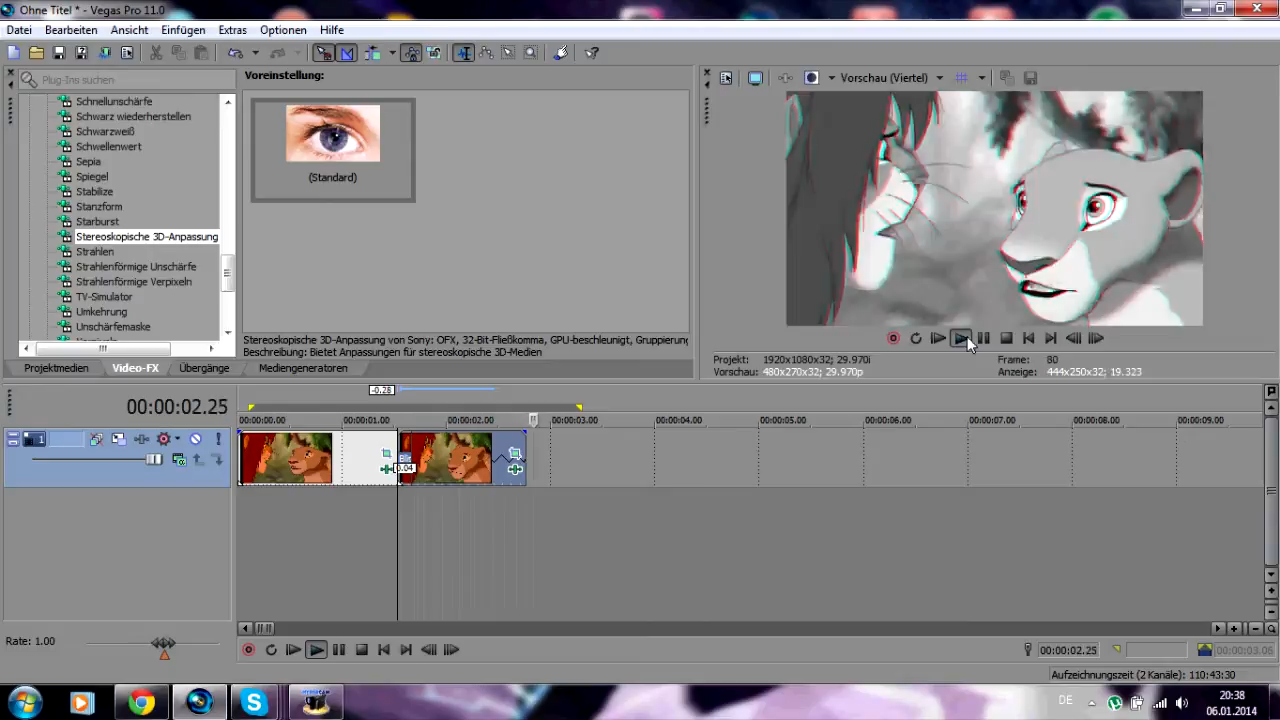 Ohne Titel * - Vegas Pro 11.0
Datei Bearbeiten Ansicht Einfügen Extras Optionen Hilfe
Plug-Ins suchen
Schnellunschärfe
Schwarz wiederherstellen
Schwarzweiß
Schwellenwert
Sepia
Spiegel
Stabilize
Stanzform
Starburst
Stereoskopische 3D-Anpassung
Strahlen
Strahlenförmige Unschärfe
Strahlenförmige Verpixeln
TV-Simulator
Umkehrung
Unschärfemaske
Voreinstellung:
(Standard)
Stereoskopische 3D-Anpassung von Sony: OFX, 32-Bit-Fließkomma, GPU-beschleunigt, Gruppierung
Beschreibung: Bietet Anpassungen für stereoskopische 3D-Medien
Projektmedien Video-FX Übergänge Mediengeneratoren
Vorschau (Viertel)
Projekt: 1920x1080x32; 29.970i Frame: 80
Vorschau: 480x270x32; 29.970p Anzeige: 444x250x32; 19.323
-0.28
00:00:02.25
00:00:00.00 00:00:01.00 00:00:02.00 00:00:03.00 00:00:04.00 00:00:05.00 00:00:06.00 00:00:07.00 00:00:08.00 00:00:09.00
1
0.04
Rate: 1.00
00:00:02.25
00:00:03.06
Aufzeichnungszeit (2 Kanäle): 110:43:30
DE
20:38
06.01.2014